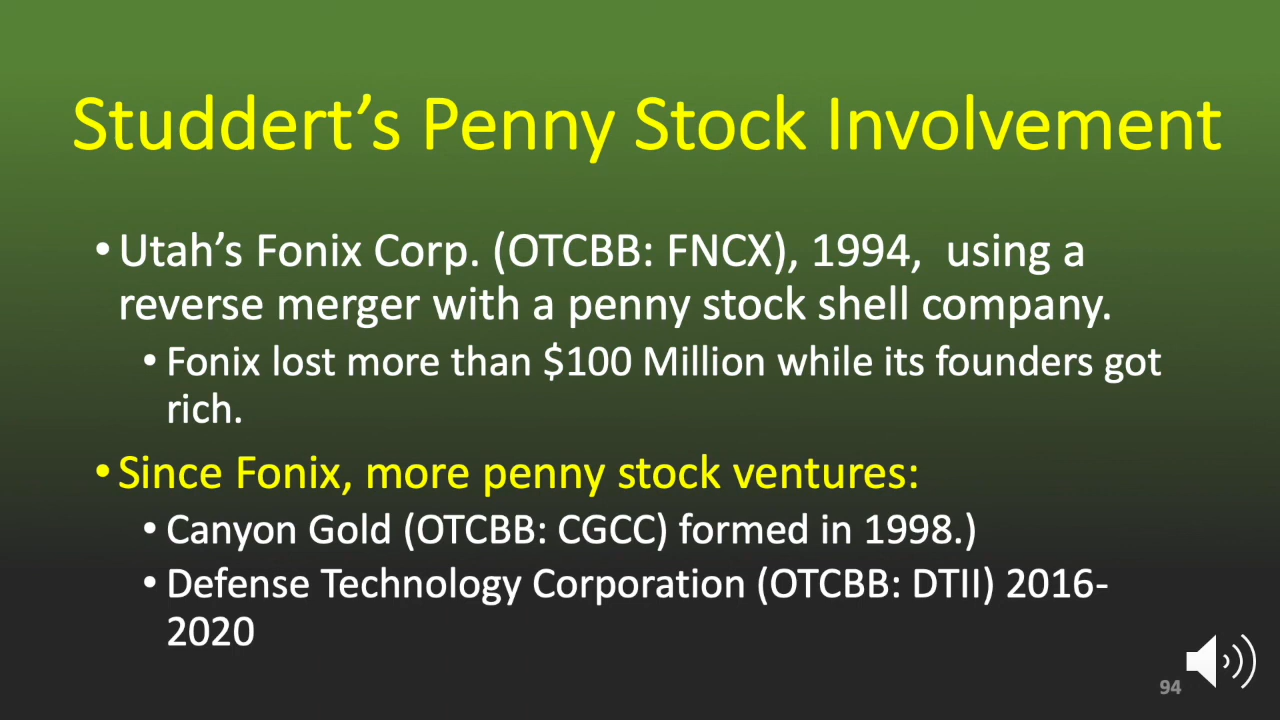 Studdert’s Penny Stock Involvement
• Utah’s Fonix Corp. (OTCBB: FNCX), 1994,  using a
reverse merger with a penny stock shell company.
• Fonix lost more than $100 Million while its founders got
rich.
• Since Fonix, more penny stock ventures:
• Canyon Gold (OTCBB: CGCC) formed in 1998.)
• Defense Technology Corporation (OTCBB: DTII) 2016-
2020
94